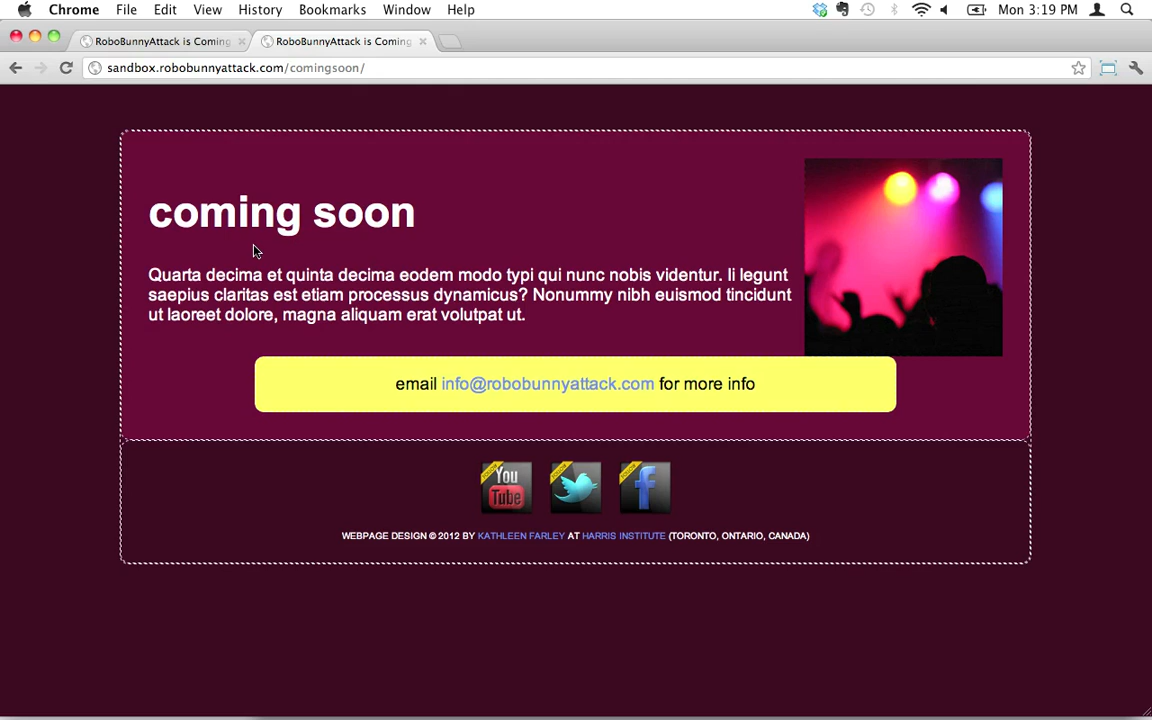 Chrome File Edit View History Bookmarks Window Help Mon 3:19 PM
RoboBunnyAttack is Coming RoboBunnyAttack is Coming
sandbox.robobunnyattack.com/comingsoon/
coming soon
Quarta decima et quinta decima eodem modo typi qui nunc nobis videntur. Ii legunt
saepius claritas est etiam processus dynamicus? Nonummy nibh euismod tincidunt
ut laoreet dolore, magna aliquam erat volutpat ut.
email info@robobunnyattack.com for more info
FOLLOW You Tube FOLLOW FOLLOW f
WEBPAGE DESIGN © 2012 BY KATHLEEN FARLEY AT HARRIS INSTITUTE (TORONTO, ONTARIO, CANADA)